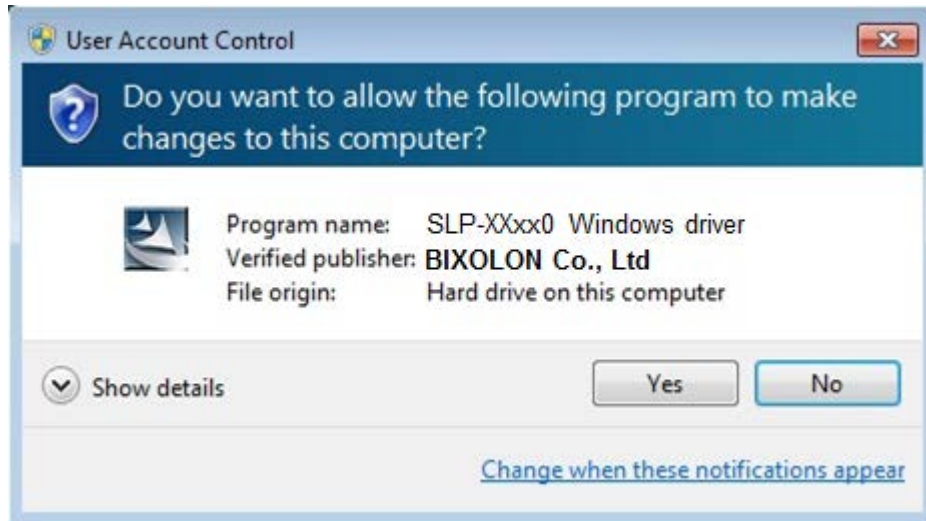 User Account Control
Do you want to allow the following program to make
changes to this computer?
Program name: SLP-XXxx0 Windows driver
Verified publisher: BIXOLON Co., Ltd
File origin: Hard drive on this computer
Show details
Yes
No
Change when these notifications appear